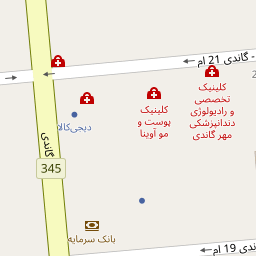 - گاندی 21 ام
کلینیک
تخصصی
و رادیولوژی
دندانپزشکی
مهر گاندی
کلینیک
پوست و
مو آوینا
دیجی‌کالا
گاندی
345
بانک سرمایه
ندی 19 ام